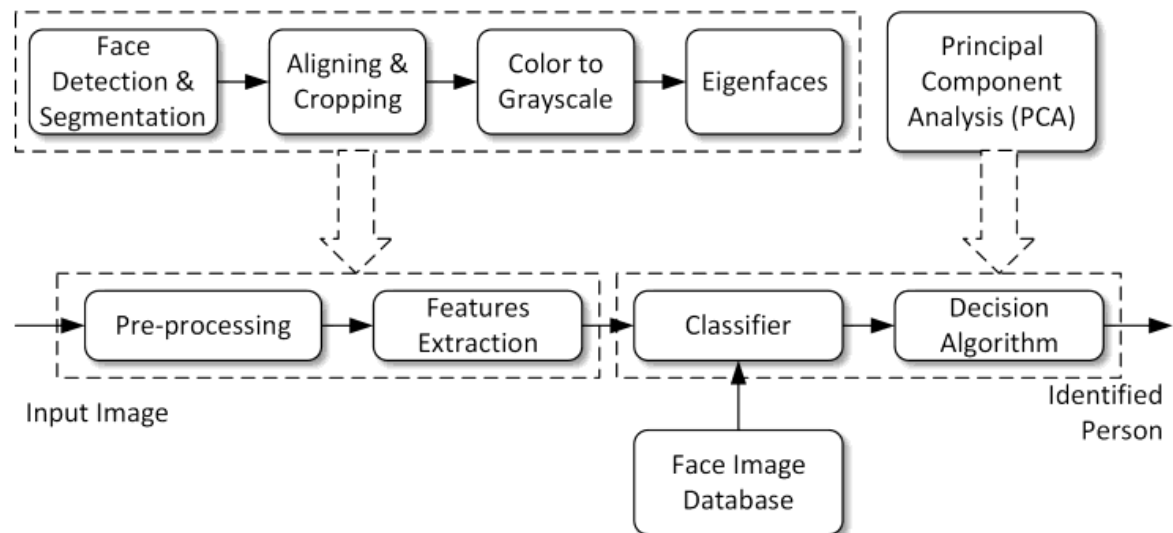 Face
Detection &
Segmentation
Aligning &
Cropping
Color to
Grayscale
Eigenfaces
Principal
Component
Analysis (PCA)
Pre-processing
Features
Extraction
Classifier
Decision
Algorithm
Input Image
Identified
Person
Face Image
Database